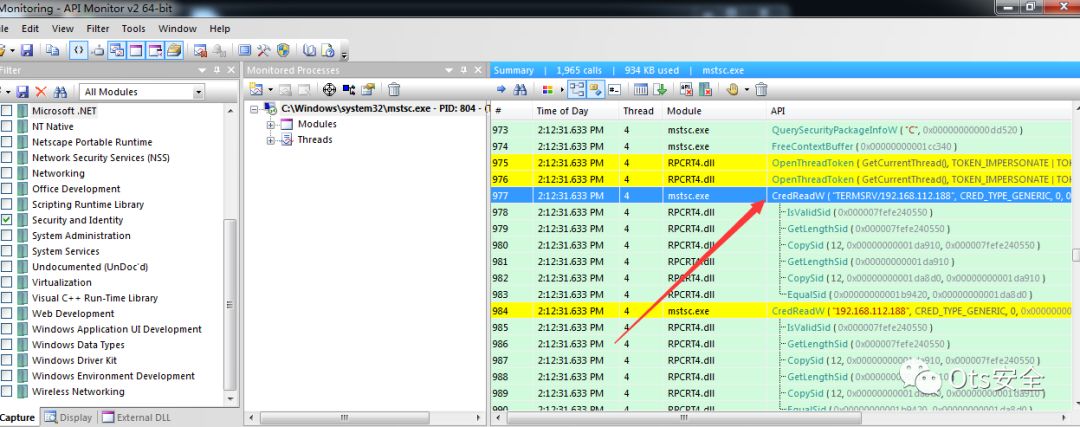 Monitoring - API Monitor v2 64-bit
Edit View Filter Tools Window Help
Filter
Monitored Processes
Summary | 1,965 calls | 934 KB used | mstsc.exe
All Modules
Microsoft .NET
NT Native
Netscape Portable Runtime
Network Security Services (NSS)
Networking
Office Development
Scripting Runtime Library
Security and Identity
System Administration
System Services
Undocumented (UnDoc'd)
Virtualization
Visual C++ Run-Time Library
Web Development
Windows Application UI Development
Windows Data Types
Windows Driver Kit
Windows Environment Development
Wireless Networking
Capture Display External DLL
C:\Windows\system32\mstsc.exe - PID: 804 - (
Modules
Threads
# Time of Day Thread Module API
973 2:12:31.633 PM 4 mstsc.exe QuerySecurityPackageInfoW ( "C", 0x00000000000dd520 )
974 2:12:31.633 PM 4 mstsc.exe FreeContextBuffer ( 0x00000000001cc340 )
975 2:12:31.633 PM 4 RPCRT4.dll OpenThreadToken ( GetCurrentThread(), TOKEN_IMPERSONATE | TO
976 2:12:31.633 PM 4 RPCRT4.dll OpenThreadToken ( GetCurrentThread(), TOKEN_IMPERSONATE | TO
977 2:12:31.633 PM 4 mstsc.exe CredReadW ( "TERMSRV/192.168.112.188", CRED_TYPE_GENERIC, 0, 0
978 2:12:31.633 PM 4 RPCRT4.dll IsValidSid ( 0x000007fefe240550 )
979 2:12:31.633 PM 4 RPCRT4.dll GetLengthSid ( 0x000007fefe240550 )
980 2:12:31.633 PM 4 RPCRT4.dll CopySid ( 12, 0x00000000001da910, 0x000007fefe240550 )
981 2:12:31.633 PM 4 RPCRT4.dll GetLengthSid ( 0x00000000001da910 )
982 2:12:31.633 PM 4 RPCRT4.dll CopySid ( 12, 0x00000000001da8d0, 0x00000000001da910 )
983 2:12:31.633 PM 4 RPCRT4.dll EqualSid ( 0x00000000001b9420, 0x00000000001da8d0 )
984 2:12:31.633 PM 4 mstsc.exe CredReadW ( "192.168.112.188", CRED_TYPE_GENERIC, 0, 0x00000000
985 2:12:31.633 PM 4 RPCRT4.dll IsValidSid ( 0x000007fefe240550 )
986 2:12:31.633 PM 4 RPCRT4.dll GetLengthSid ( 0x000007fefe240550 )
987 2:12:31.633 PM 4 RPCRT4.dll CopySid ( 12, 0x00000000001da910, 0x000007fefe240550 )
988 2:12:31.633 PM 4 RPCRT4.dll GetLengthSid (
989 2:12:31.633 PM 4 RPCRT4.dll CopySid ( 12,
990 2:12:31.633 PM 4 RPCRT4.dll EqualSid ( 0x00000000001b9420,
Ots安全